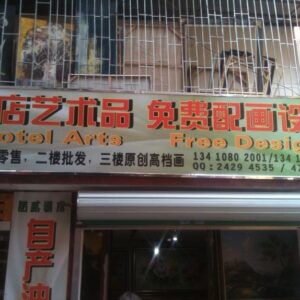 店艺术品 免费配画设
otel Arts Free Desig
零售，二楼批发，三楼原创高档画
134 1080 2001/134 1
QQ: 2429 4535 / 4
自产油